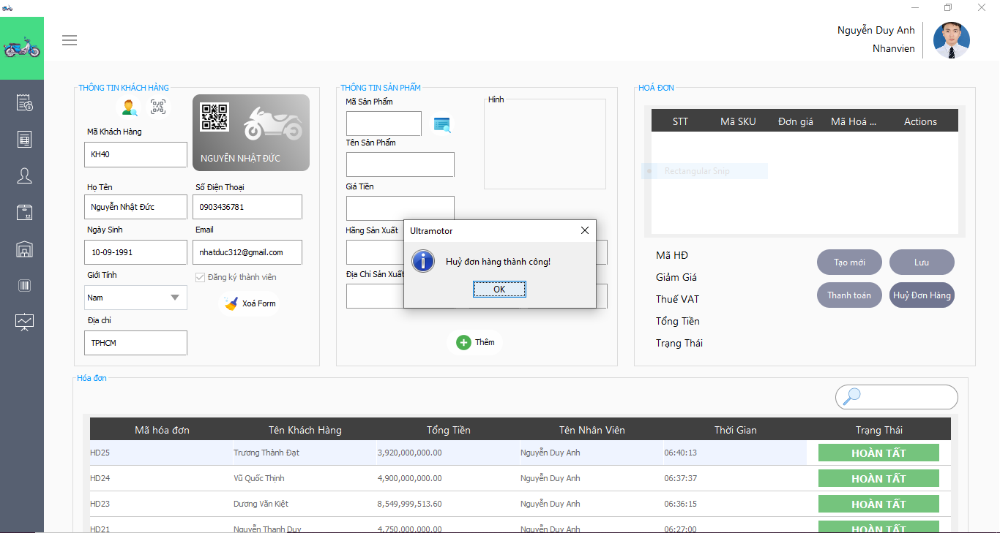 Nguyễn Duy Anh
Nhanvien
THÔNG TIN KHÁCH HÀNG
Mã Khách Hàng
KH40
NGUYỄN NHẬT ĐỨC
Họ Tên
Số Điện Thoại
Nguyễn Nhật Đức
0903436781
Ngày Sinh
Email
10-09-1991
nhatduc312@gmail.com
Giới Tính
Đăng ký thành viên
Nam
Xoá Form
Địa chỉ
TPHCM
THÔNG TIN SẢN PHẨM
Mã Sản Phẩm
Hình
Tên Sản Phẩm
Giá Tiền
Hãng Sản Xuất
Địa Chỉ Sản Xuất
Thêm
Ultramotor
Huỷ đơn hàng thành công!
OK
HOÁ ĐƠN
STT Mã SKU Đơn giá Mã Hoá ... Actions
Rectangular Snip
Mã HĐ
Giảm Giá
Thuế VAT
Tổng Tiền
Trạng Thái
Tạo mới
Lưu
Thanh toán
Huỷ Đơn Hàng
Hóa đơn
Mã hóa đơn Tên Khách Hàng Tổng Tiền Tên Nhân Viên Thời Gian Trạng Thái
HD25 Trương Thành Đạt 3,920,000,000.00 Nguyễn Duy Anh 06:40:13 HOÀN TẤT
HD24 Vũ Quốc Thịnh 4,900,000,000.00 Nguyễn Duy Anh 06:37:37 HOÀN TẤT
HD23 Dương Văn Kiệt 8,549,999,513.60 Nguyễn Duy Anh 06:36:15 HOÀN TẤT
HD21 Nguyễn Thanh Duy 4,750,000,000.00 Nguyễn Duy Anh 06:27:00 HOÀN TẤT